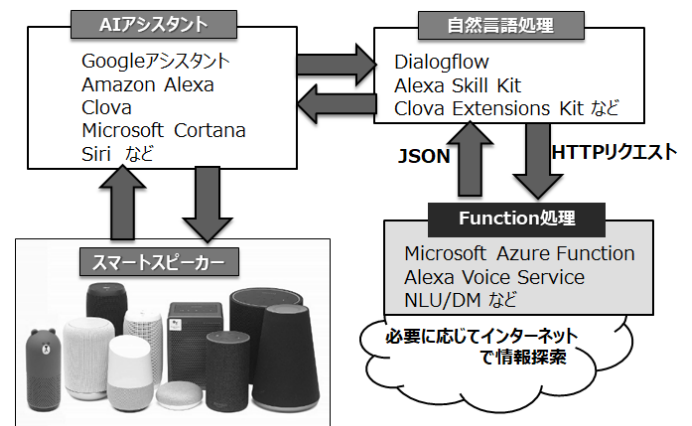 AIアシスタント
Googleアシスタント
Amazon Alexa
Clova
Microsoft Cortana
Siri など
自然言語処理
Dialogflow
Alexa Skill Kit
Clova Extensions Kit など
JSON
HTTPリクエスト
Function処理
Microsoft Azure Function
Alexa Voice Service
NLU/DM など
必要に応じてインターネット
で情報探索
スマートスピーカー